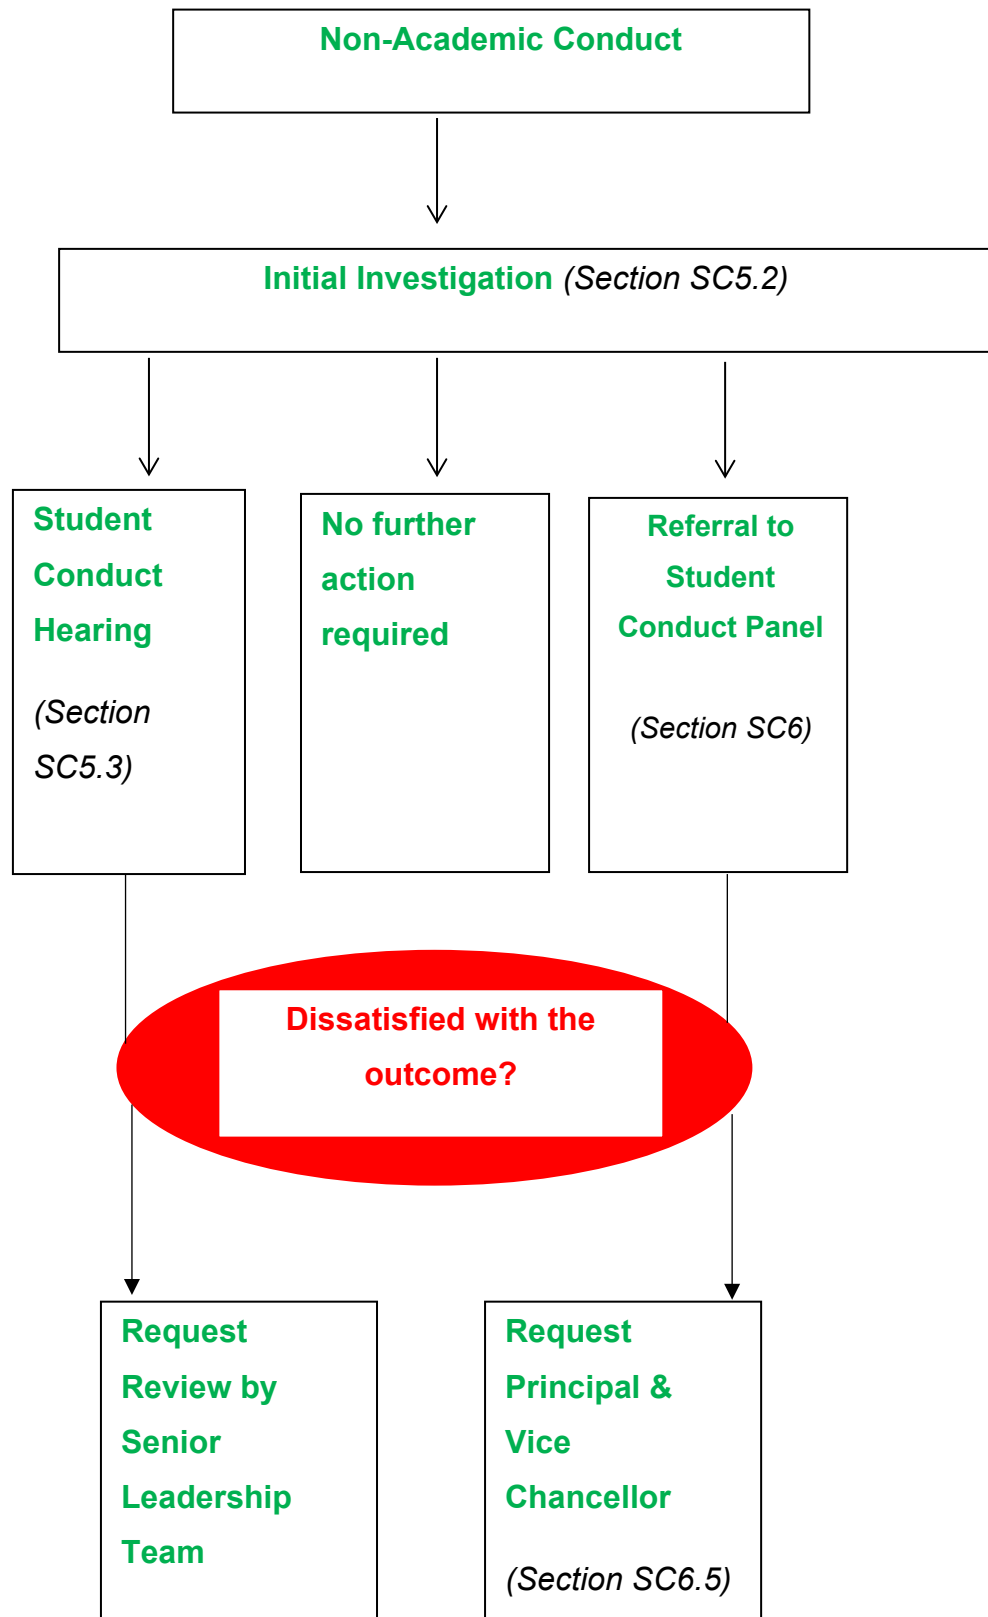 Non-Academic Conduct
Initial Investigation (Section SC5.2)
Student
Conduct
Hearing
(Section
SC5.3)
No further
action
required
Referral to
Student
Conduct Panel
(Section SC6)
Dissatisfied with the
outcome?
Request
Review by
Senior
Leadership
Team
Request
Principal &
Vice
Chancellor
(Section SC6.5)